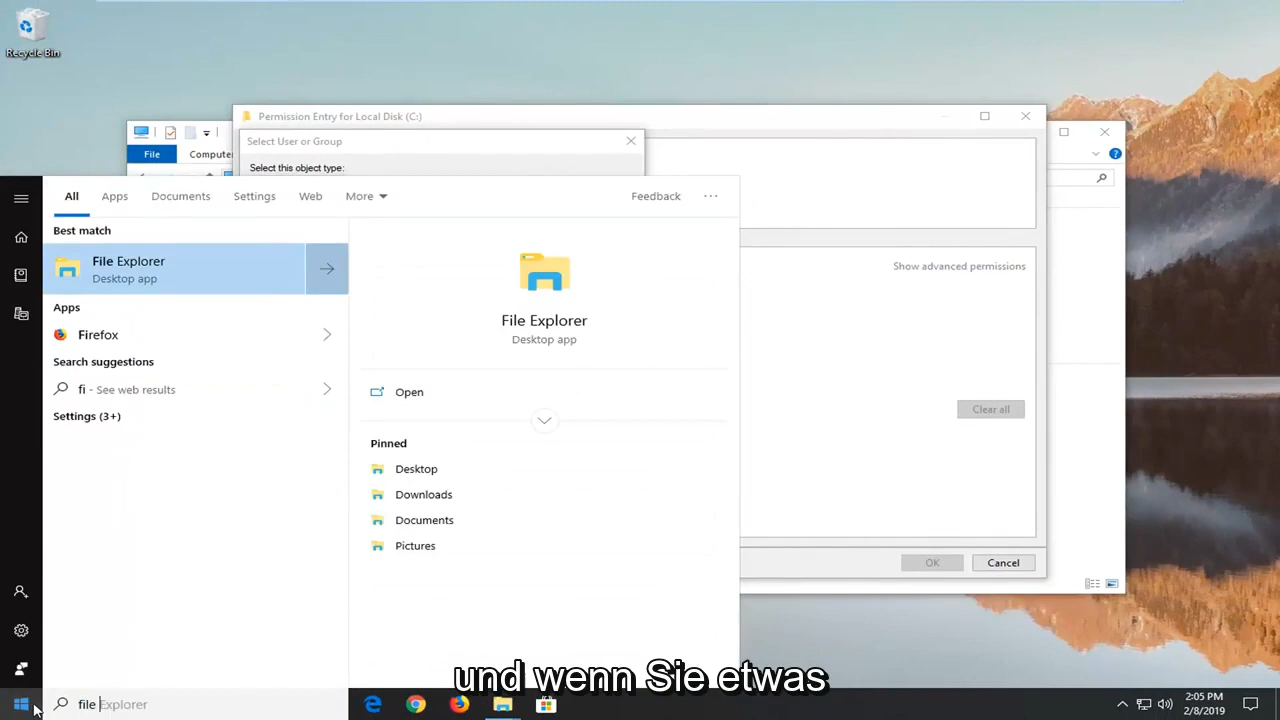 Recycle Bin
Permission Entry for Local Disk (C:)
Select User or Group
File
Compute
Select this object type:
All
Apps
Documents
Settings
Web
More
Feedback
Best match
File Explorer
Desktop app
Apps
Firefox
Search suggestions
fi - See web results
Settings (3+)
File Explorer
Desktop app
Open
Pinned
Desktop
Downloads
Documents
Pictures
Show advanced permissions
Clear all
OK
Cancel
und wenn Sie etwas
file Explorer
2:05 PM
2/8/2019